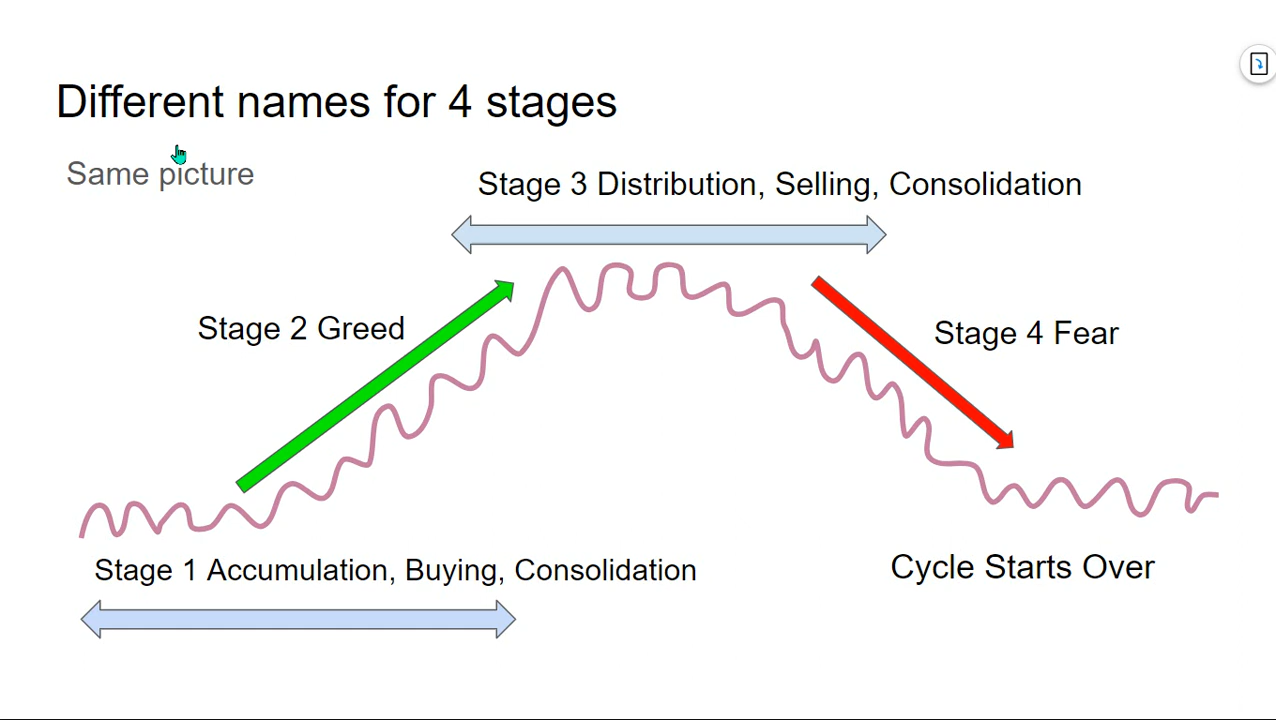 Different names for 4 stages
Same picture
Stage 3 Distribution, Selling, Consolidation
Stage 2 Greed
Stage 4 Fear
Stage 1 Accumulation, Buying, Consolidation
Cycle Starts Over